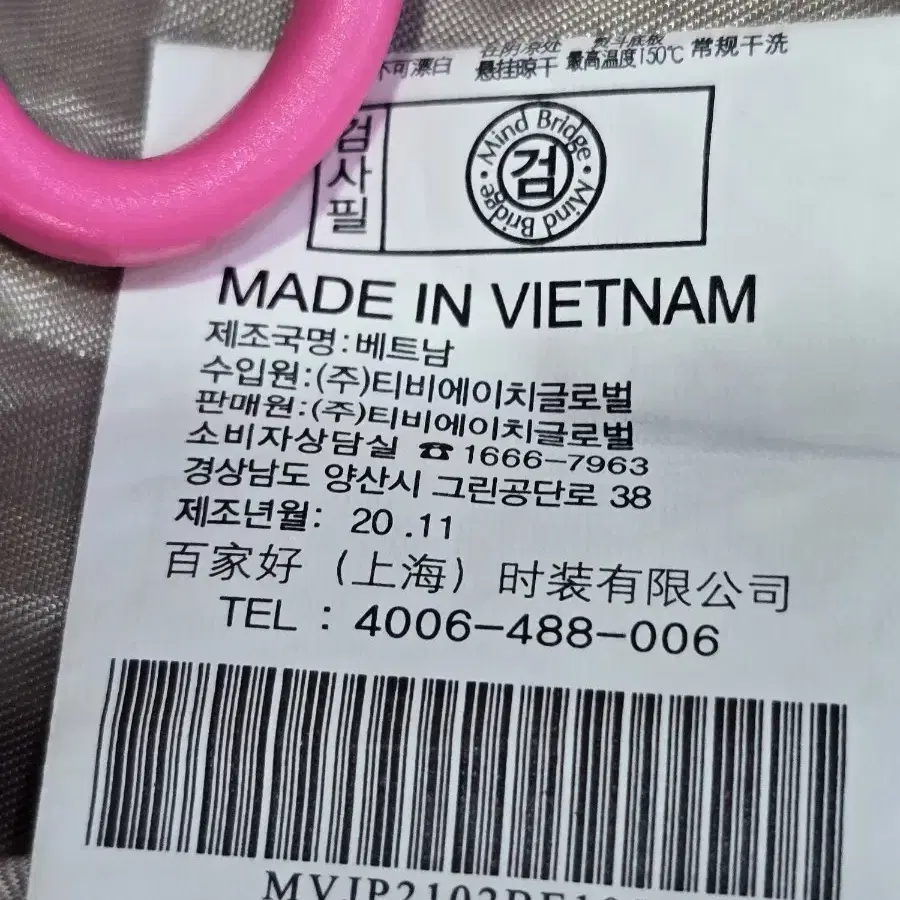 不可漂白 悬挂晾干 最高温度150℃ 常规干洗
검사필
Mind Bridge · Mind Bridge ·
검
MADE IN VIETNAM
제조국명:베트남
수입원:(주)티비에이치글로벌
판매원:(주)티비에이치글로벌
소비자상담실 ☎ 1666-7963
경상남도 양산시 그린공단로 38
제조년월: 20 .11
百家好（上海）时装有限公司
TEL : 4006-488-006